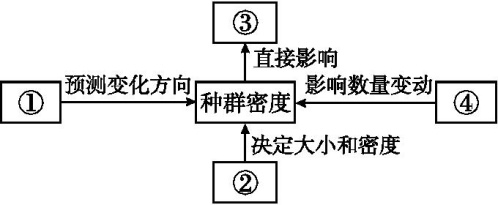 ③
直接影响
预测变化方向
影响数量变动
①
种群密度
④
决定大小和密度
②